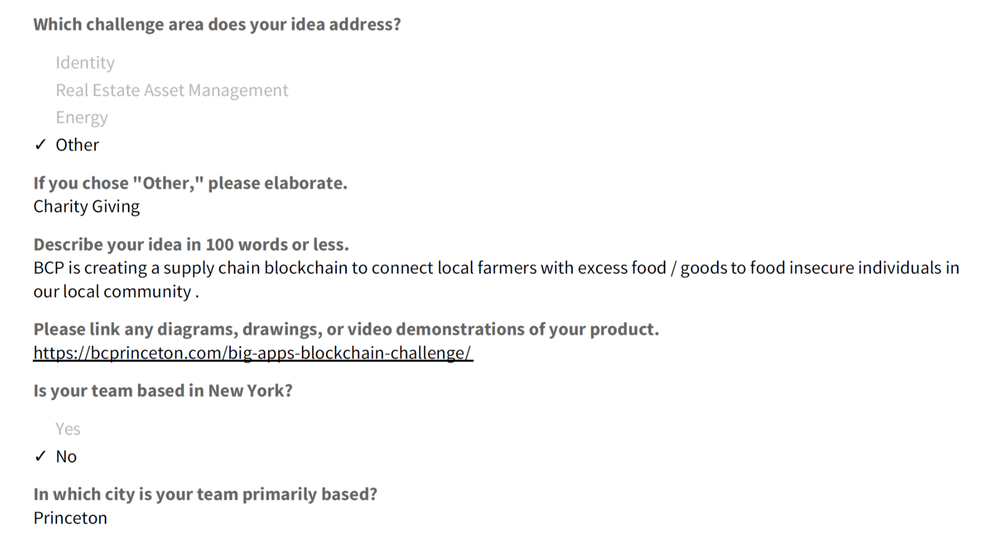 Which challenge area does your idea address?
Identity
Real Estate Asset Management
Energy
✓ Other
If you chose "Other," please elaborate.
Charity Giving
Describe your idea in 100 words or less.
BCP is creating a supply chain blockchain to connect local farmers with excess food / goods to food insecure individuals in
our local community .
Please link any diagrams, drawings, or video demonstrations of your product.
https://bcprinceton.com/big-apps-blockchain-challenge/
Is your team based in New York?
Yes
✓ No
In which city is your team primarily based?
Princeton